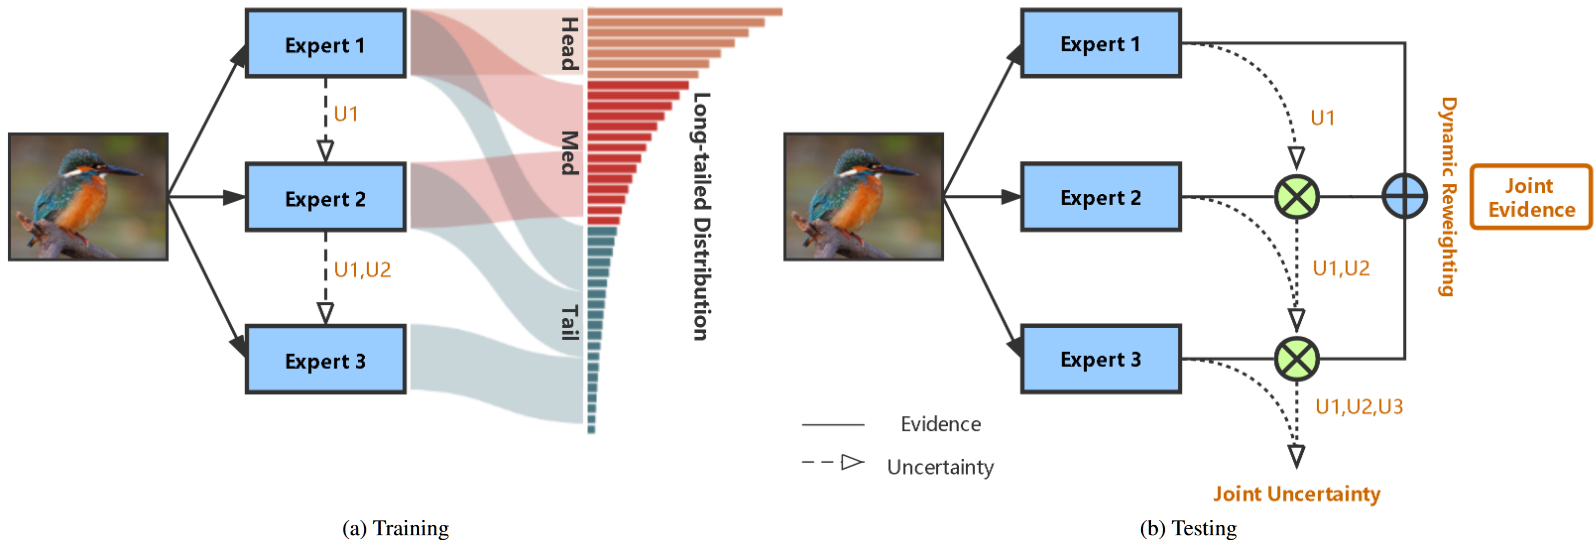 Expert 1
U1
Expert 2
U1,U2
Expert 3
Head
Med
Tail
Long-tailed Distribution
(a) Training
Expert 1
U1
Expert 2
U1,U2
Expert 3
U1,U2,U3
Dynamic Reweighting
Joint
Evidence
Evidence
Uncertainty
Joint Uncertainty
(b) Testing